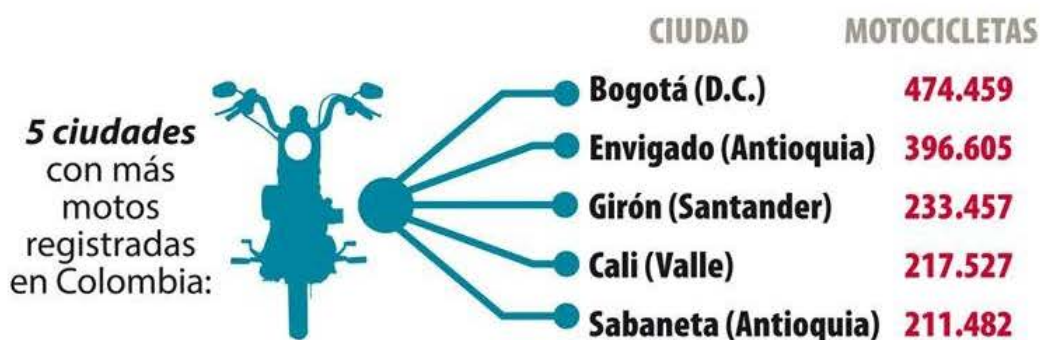 CIUDAD MOTOCICLETAS
5 ciudades
con más
motos
registradas
en Colombia:
Bogotá (D.C.) 474.459
Envigado (Antioquia) 396.605
Girón (Santander) 233.457
Cali (Valle) 217.527
Sabaneta (Antioquia) 211.482